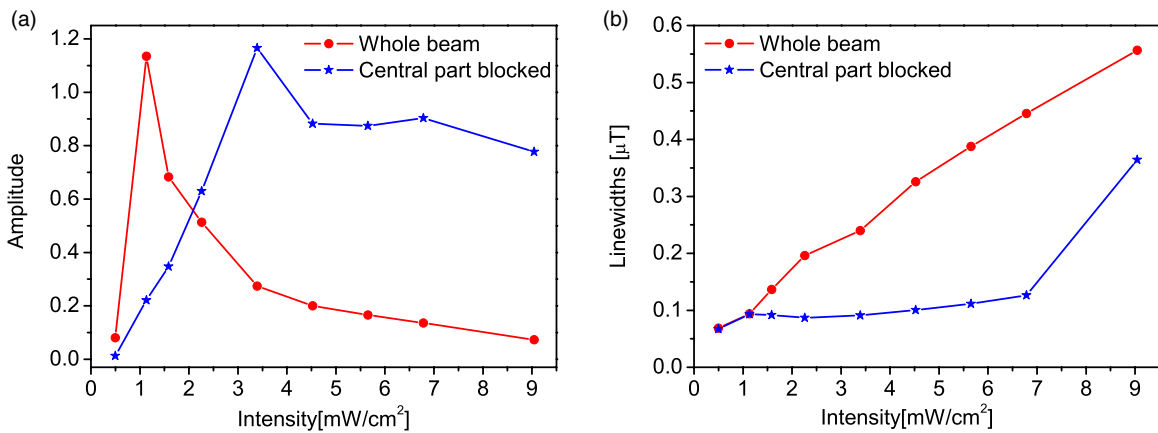 (a)
1.2
1.0
0.8
0.6
0.4
0.2
0.0
Amplitude
Whole beam
Central part blocked
0 1 2 3 4 5 6 7 8 9
Intensity[mW/cm²]
(b)
0.6
0.5
0.4
0.3
0.2
0.1
0.0
Linewidths [μT]
Whole beam
Central part blocked
0 1 2 3 4 5 6 7 8 9
Intensity[mW/cm²]